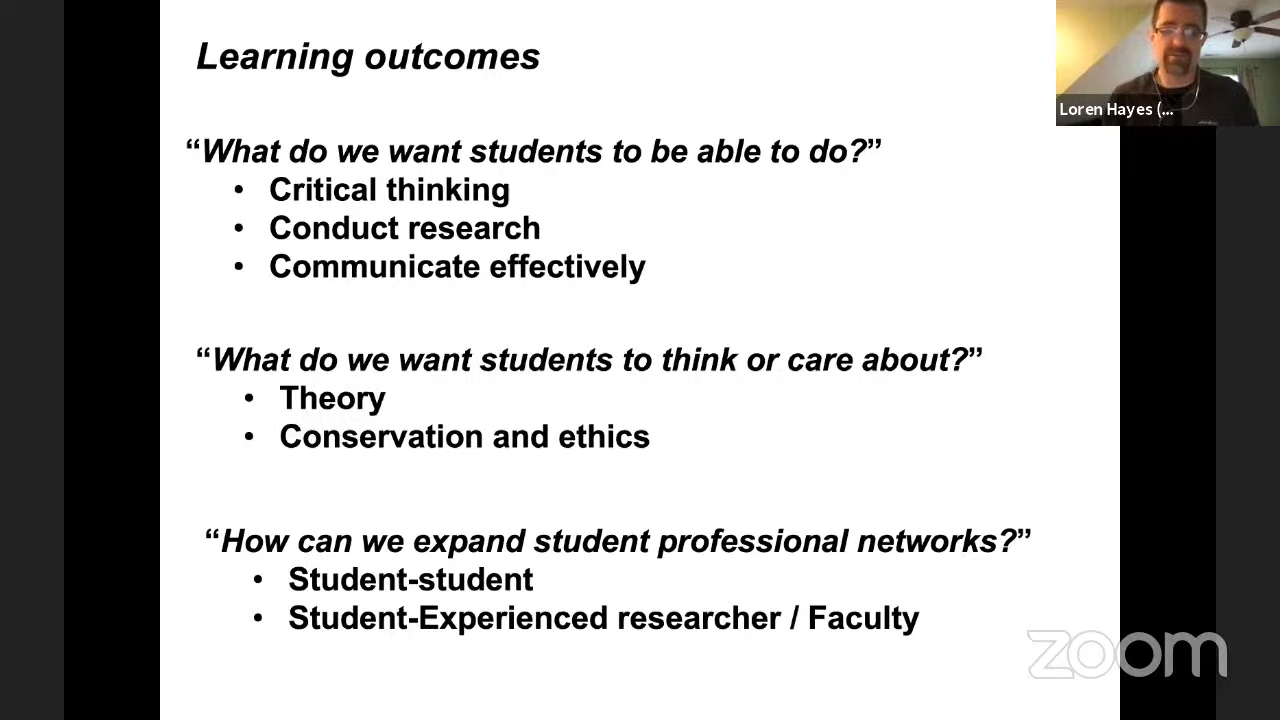 Learning outcomes
Loren Hayes (...
“What do we want students to be able to do?”
• Critical thinking
• Conduct research
• Communicate effectively
“What do we want students to think or care about?”
• Theory
• Conservation and ethics
“How can we expand student professional networks?”
• Student-student
• Student-Experienced researcher / Faculty
zoom